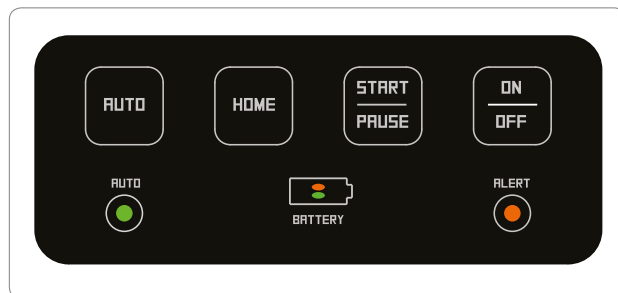 AUTO
HOME
START
PAUSE
ON
OFF
AUTO
BATTERY
ALERT